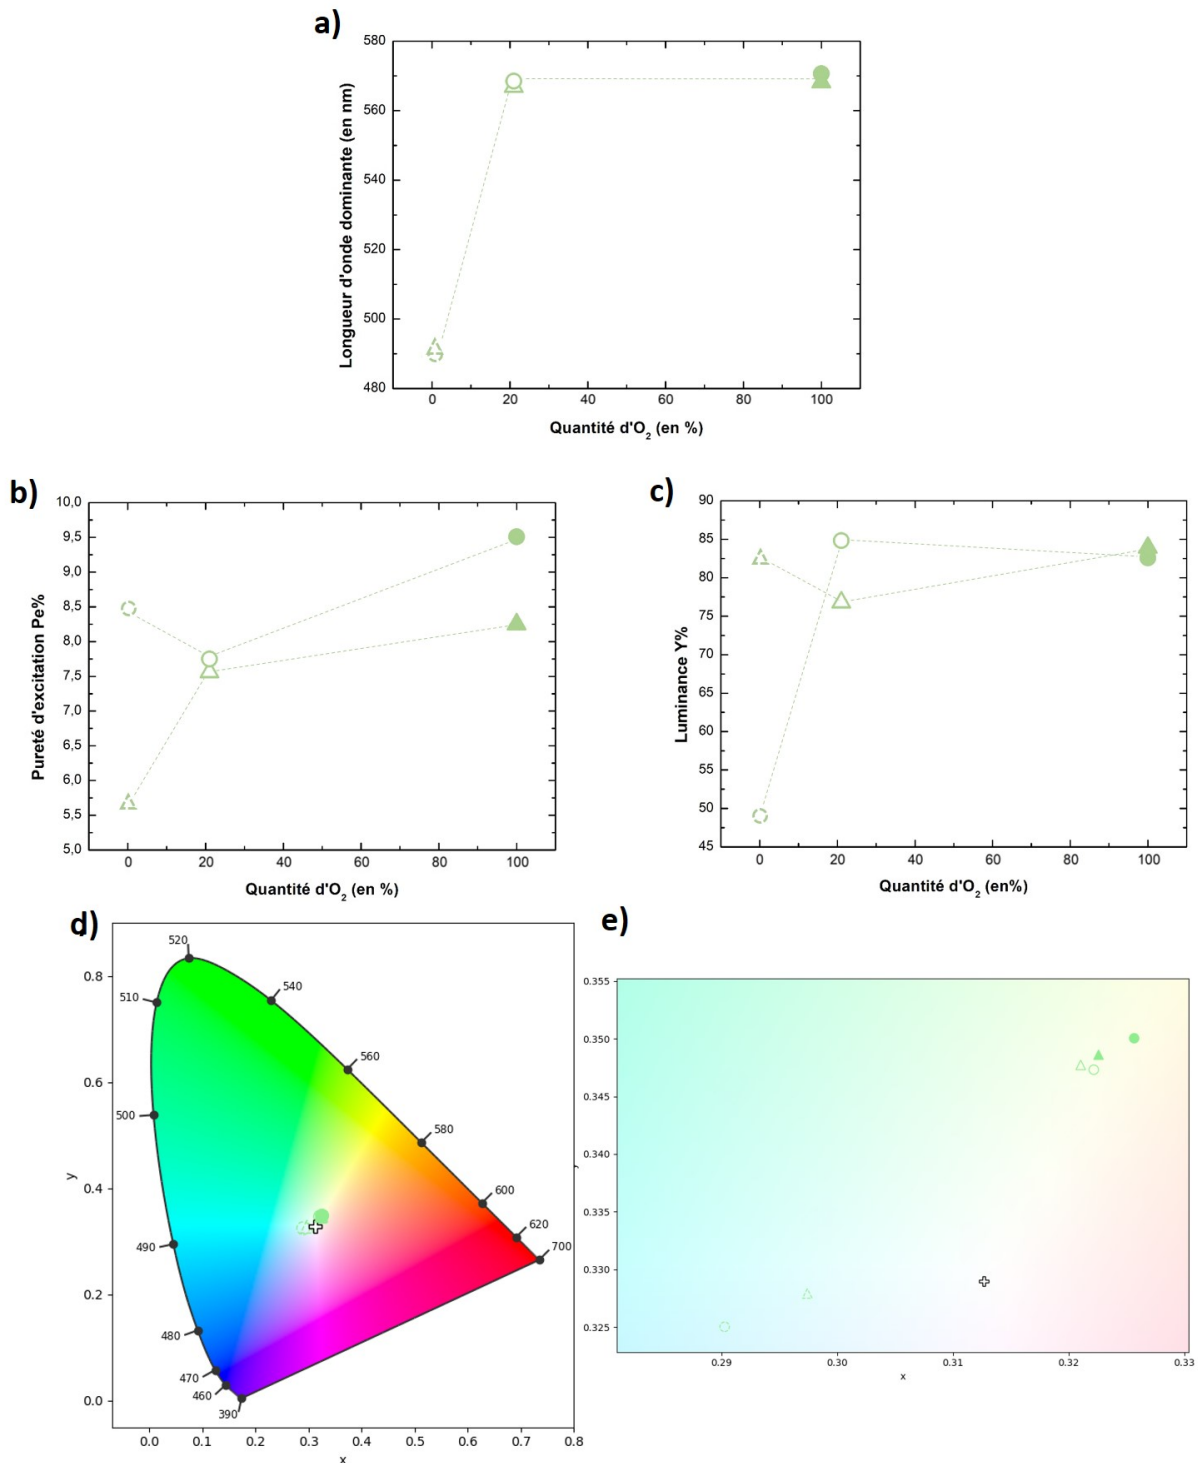 a)
580
560
540
520
500
480
Longueur d'onde dominante (en nm)
0 20 40 60 80 100
Quantité d'O2 (en %)
b)
10,0
9,5
9,0
8,5
8,0
7,5
7,0
6,5
6,0
5,5
5,0
Pureté d'excitation Pe%
0 20 40 60 80 100
Quantité d'O2 (en %)
c)
90
85
80
75
70
65
60
55
50
45
Luminance Y%
0 20 40 60 80 100
Quantité d'O2 (en%)
d)
520
510
540
560
500
580
600
620
700
490
480
470
460
390
0.8
0.6
0.4
0.2
0.0
y
0.0 0.1 0.2 0.3 0.4 0.5 0.6 0.7 0.8
x
e)
0.355
0.350
0.345
0.340
0.335
0.330
0.325
0.29 0.30 0.31 0.32 0.33
x